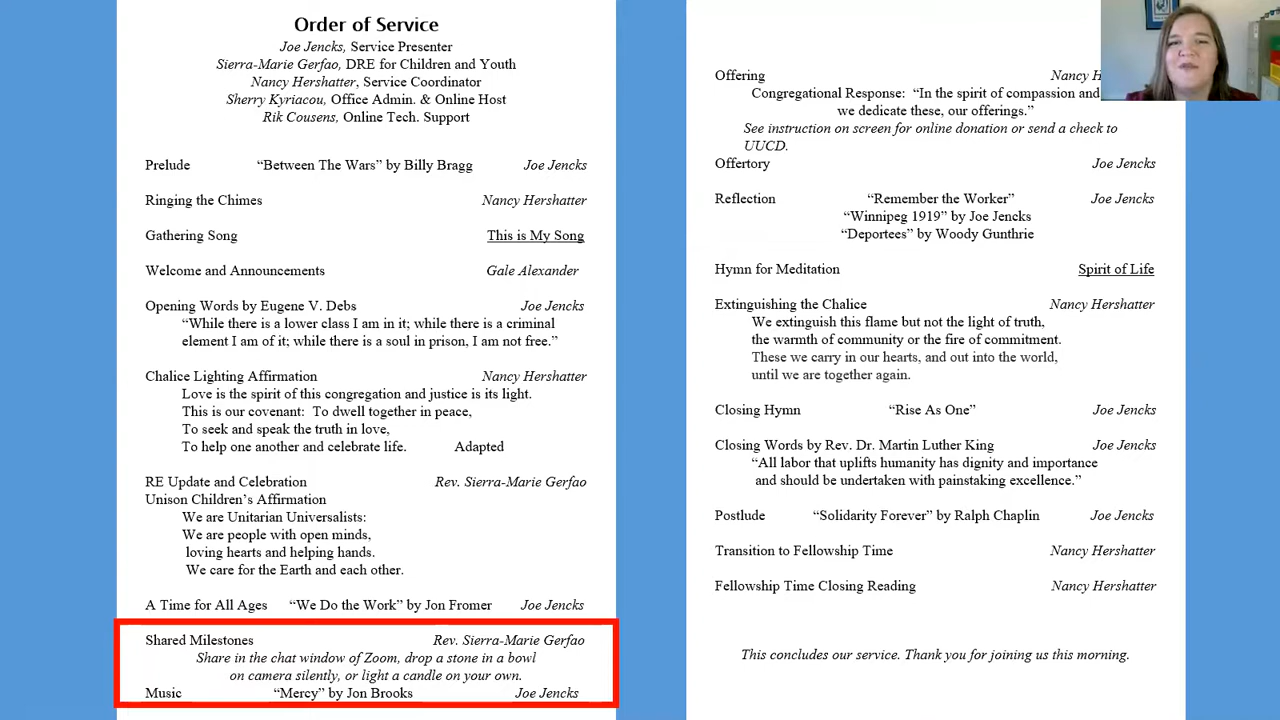 Order of Service
Joe Jencks, Service Presenter
Sierra-Marie Gerfao, DRE for Children and Youth
Nancy Hershatter, Service Coordinator
Sherry Kyriacou, Office Admin. & Online Host
Rik Cousens, Online Tech. Support
Prelude “Between The Wars” by Billy Bragg Joe Jencks
Ringing the Chimes Nancy Hershatter
Gathering Song This is My Song
Welcome and Announcements Gale Alexander
Opening Words by Eugene V. Debs Joe Jencks
“While there is a lower class I am in it; while there is a criminal
element I am of it; while there is a soul in prison, I am not free.”
Chalice Lighting Affirmation Nancy Hershatter
Love is the spirit of this congregation and justice is its light.
This is our covenant: To dwell together in peace,
To seek and speak the truth in love,
To help one another and celebrate life. Adapted
RE Update and Celebration Rev. Sierra-Marie Gerfao
Unison Children’s Affirmation
We are Unitarian Universalists:
We are people with open minds,
loving hearts and helping hands.
We care for the Earth and each other.
A Time for All Ages “We Do the Work” by Jon Fromer Joe Jencks
Shared Milestones Rev. Sierra-Marie Gerfao
Share in the chat window of Zoom, drop a stone in a bowl
on camera silently, or light a candle on your own.
Music “Mercy” by Jon Brooks Joe Jencks
Offering Nancy H
Congregational Response: “In the spirit of compassion and
we dedicate these, our offerings.”
See instruction on screen for online donation or send a check to
UUCD.
Offertory Joe Jencks
Reflection “Remember the Worker” Joe Jencks
“Winnipeg 1919” by Joe Jencks
“Deportees” by Woody Gunthrie
Hymn for Meditation Spirit of Life
Extinguishing the Chalice Nancy Hershatter
We extinguish this flame but not the light of truth,
the warmth of community or the fire of commitment.
These we carry in our hearts, and out into the world,
until we are together again.
Closing Hymn “Rise As One” Joe Jencks
Closing Words by Rev. Dr. Martin Luther King Joe Jencks
“All labor that uplifts humanity has dignity and importance
and should be undertaken with painstaking excellence.”
Postlude “Solidarity Forever” by Ralph Chaplin Joe Jencks
Transition to Fellowship Time Nancy Hershatter
Fellowship Time Closing Reading Nancy Hershatter
This concludes our service. Thank you for joining us this morning.